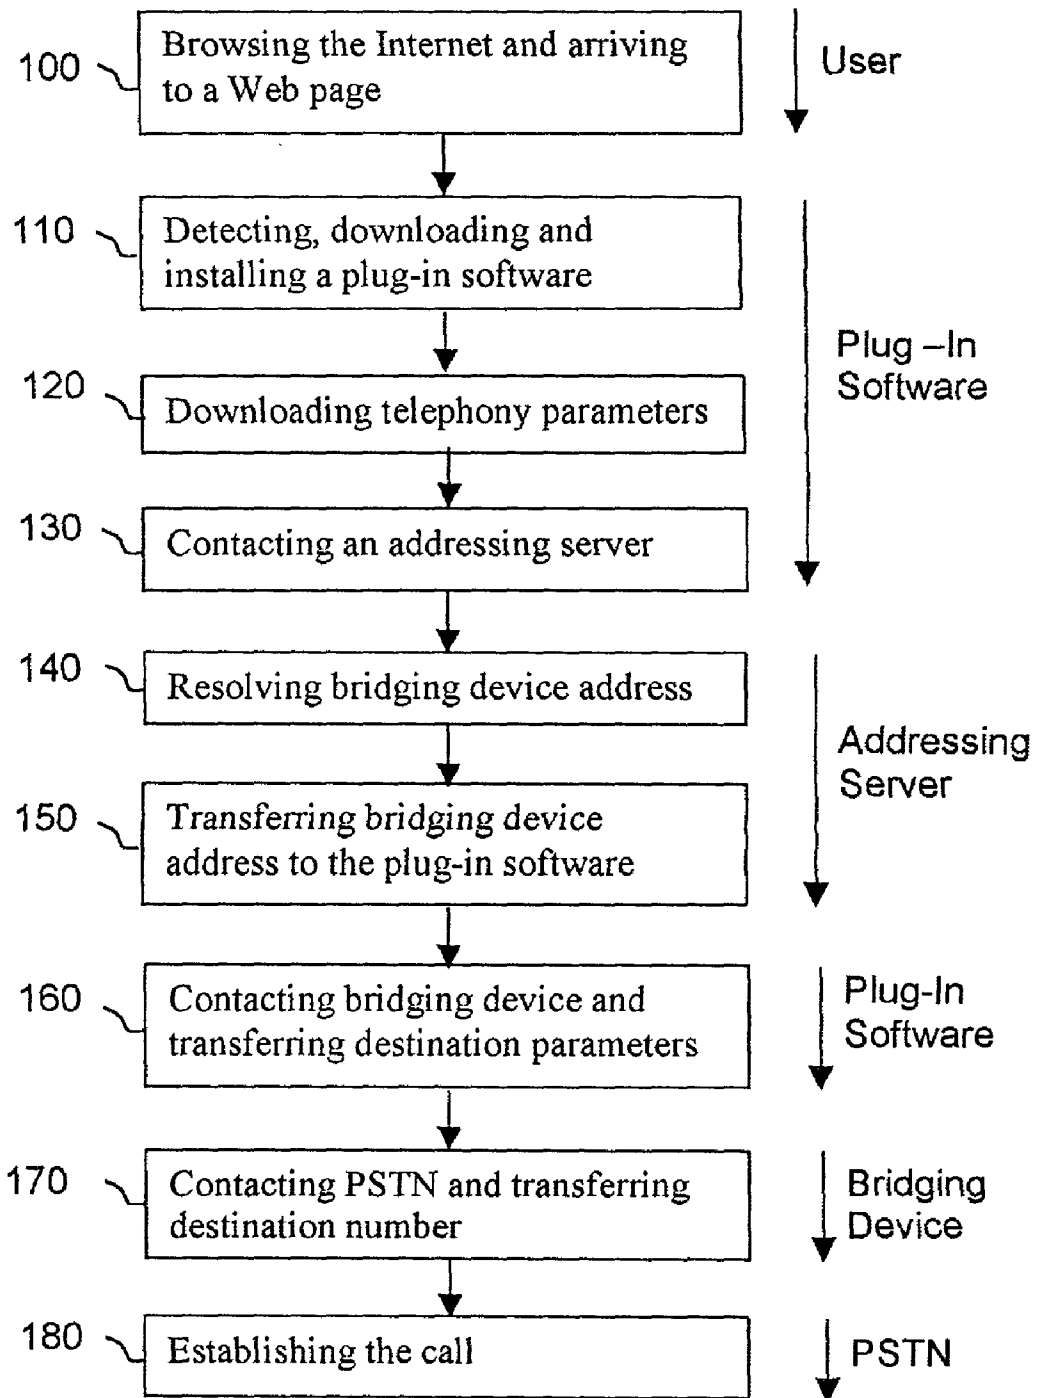 100
Browsing the Internet and arriving
to a Web page
User
110
Detecting, downloading and
installing a plug-in software
Plug –In
Software
120
Downloading telephony parameters
130
Contacting an addressing server
140
Resolving bridging device address
Addressing
Server
150
Transferring bridging device
address to the plug-in software
160
Contacting bridging device and
transferring destination parameters
Plug-In
Software
170
Contacting PSTN and transferring
destination number
Bridging
Device
180
Establishing the call
PSTN